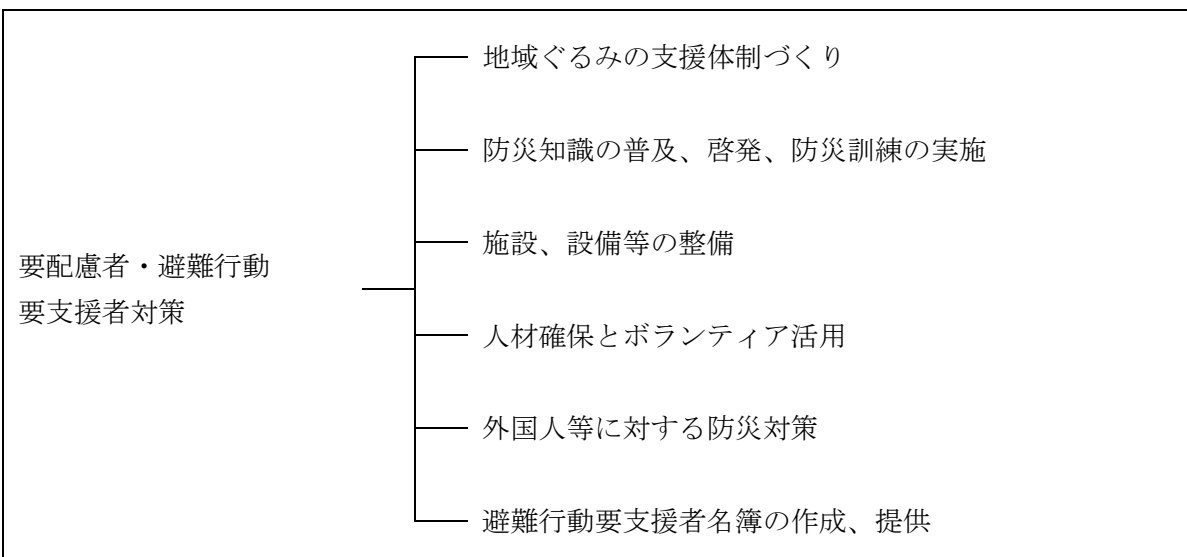 地域ぐるみの支援体制づくり
防災知識の普及、啓発、防災訓練の実施
施設、設備等の整備
要配慮者・避難行動
要支援者対策
人材確保とボランティア活用
外国人等に対する防災対策
避難行動要支援者名簿の作成、提供